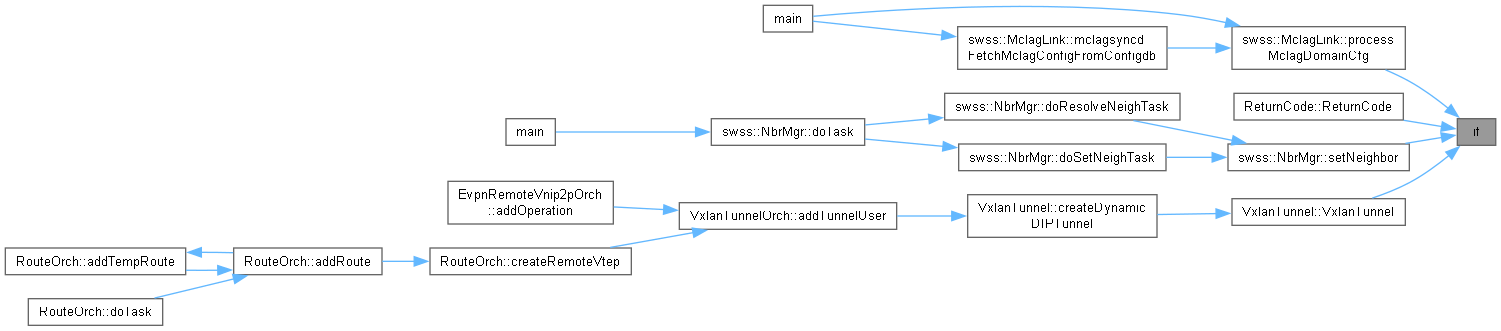 main
swss::MclagLink::mclagsyncd
FetchMclagConfigFromConfigdb
swss::MclagLink::process
MclagDomainCfg
swss::NbrMgr::doResolveNeighTask
ReturnCode::ReturnCode
main
swss::NbrMgr::doTask
if
swss::NbrMgr::doSetNeighTask
swss::NbrMgr::setNeighbor
EvpnRemoteVnip2pOrch
::addOperation
VxlanTunnelOrch::addTunnelUser
VxlanTunnel::createDynamic
DIPTunnel
VxlanTunnel::VxlanTunnel
RouteOrch::addTempRoute
RouteOrch::addRoute
RouteOrch::createRemoteVtep
RouteOrch::doTask